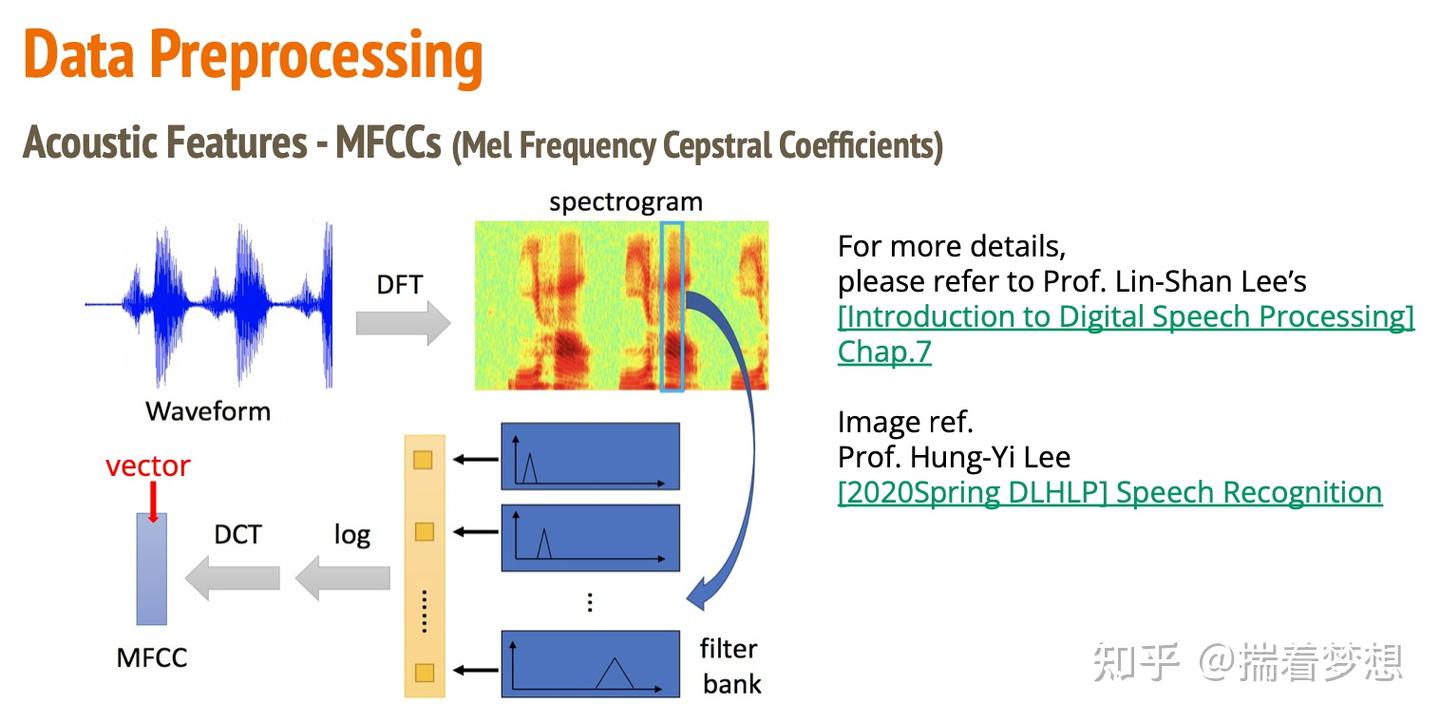 Data Preprocessing
Acoustic Features - MFCCs (Mel Frequency Cepstral Coefficients)
spectrogram
DFT
Waveform
vector
DCT
log
MFCC
filter
bank
For more details,
please refer to Prof. Lin-Shan Lee’s
[Introduction to Digital Speech Processing]
Chap.7
Image ref.
Prof. Hung-Yi Lee
[2020Spring DLHLP] Speech Recognition
知乎 @揣着梦想